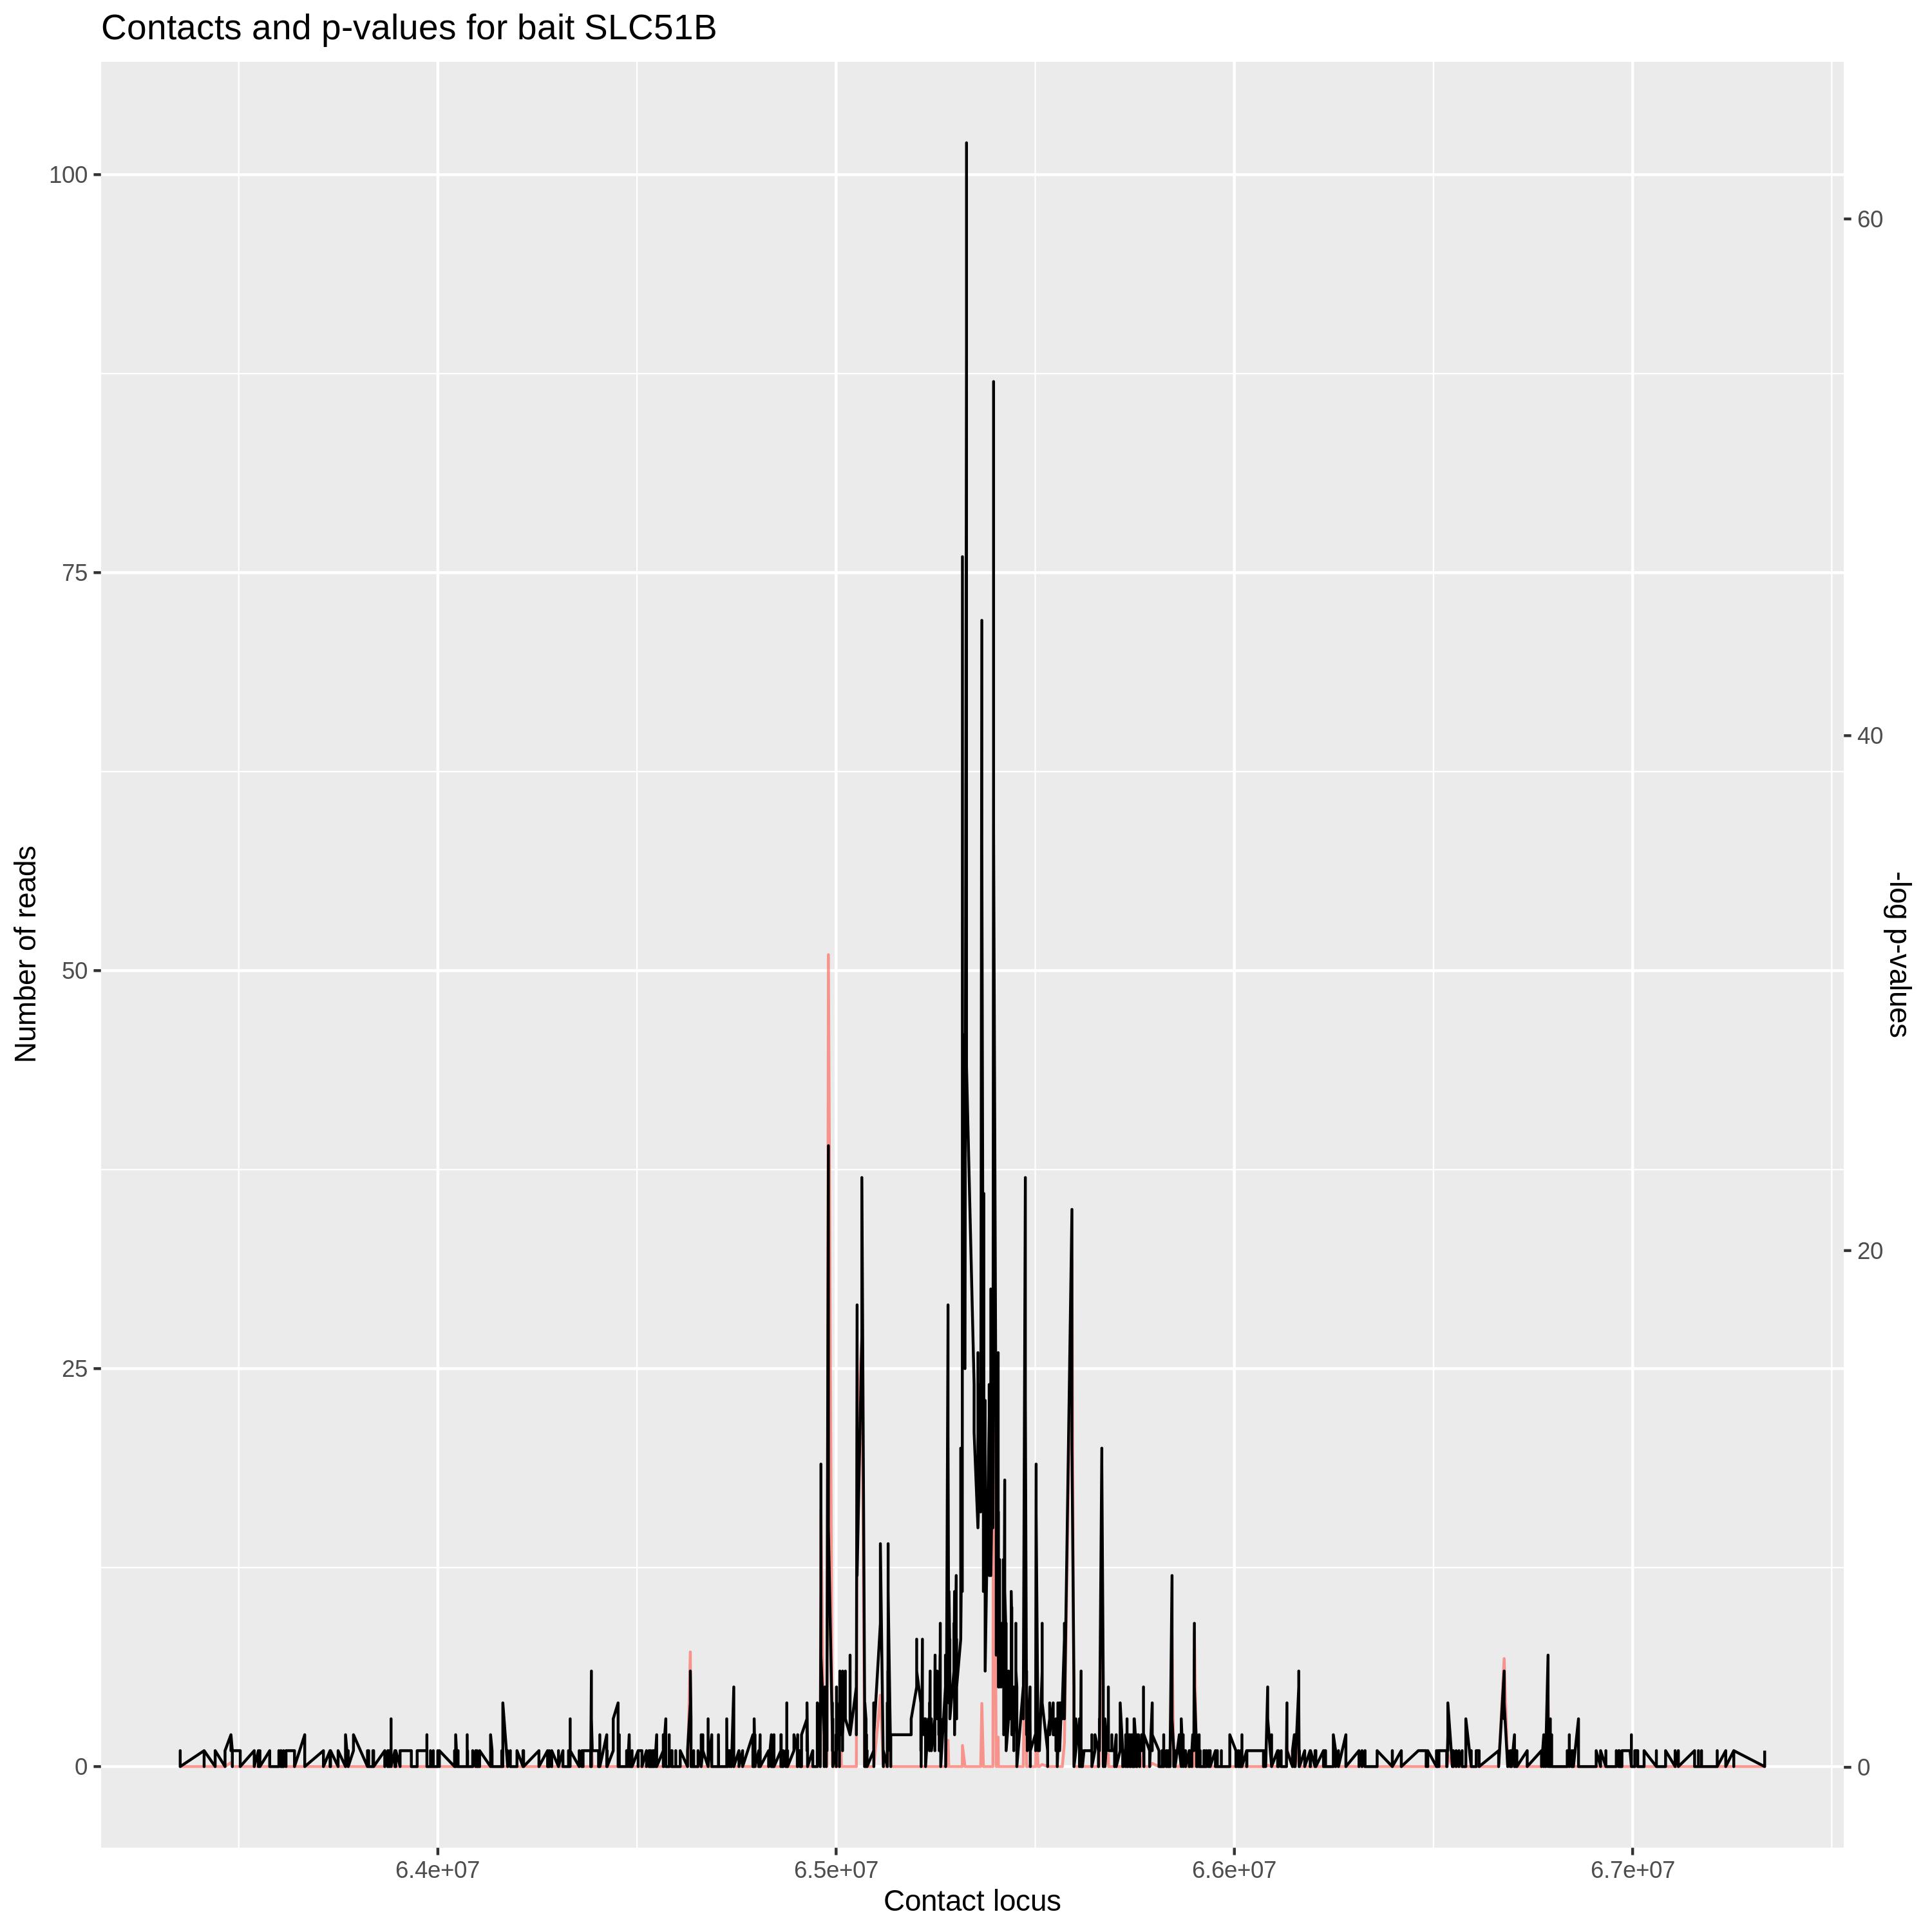 Contacts and p-values for bait SLC51B
100
75
50
25
0
Number of reads
60
40
20
0
-log p-values
6.4e+07
6.5e+07
6.6e+07
6.7e+07
Contact locus